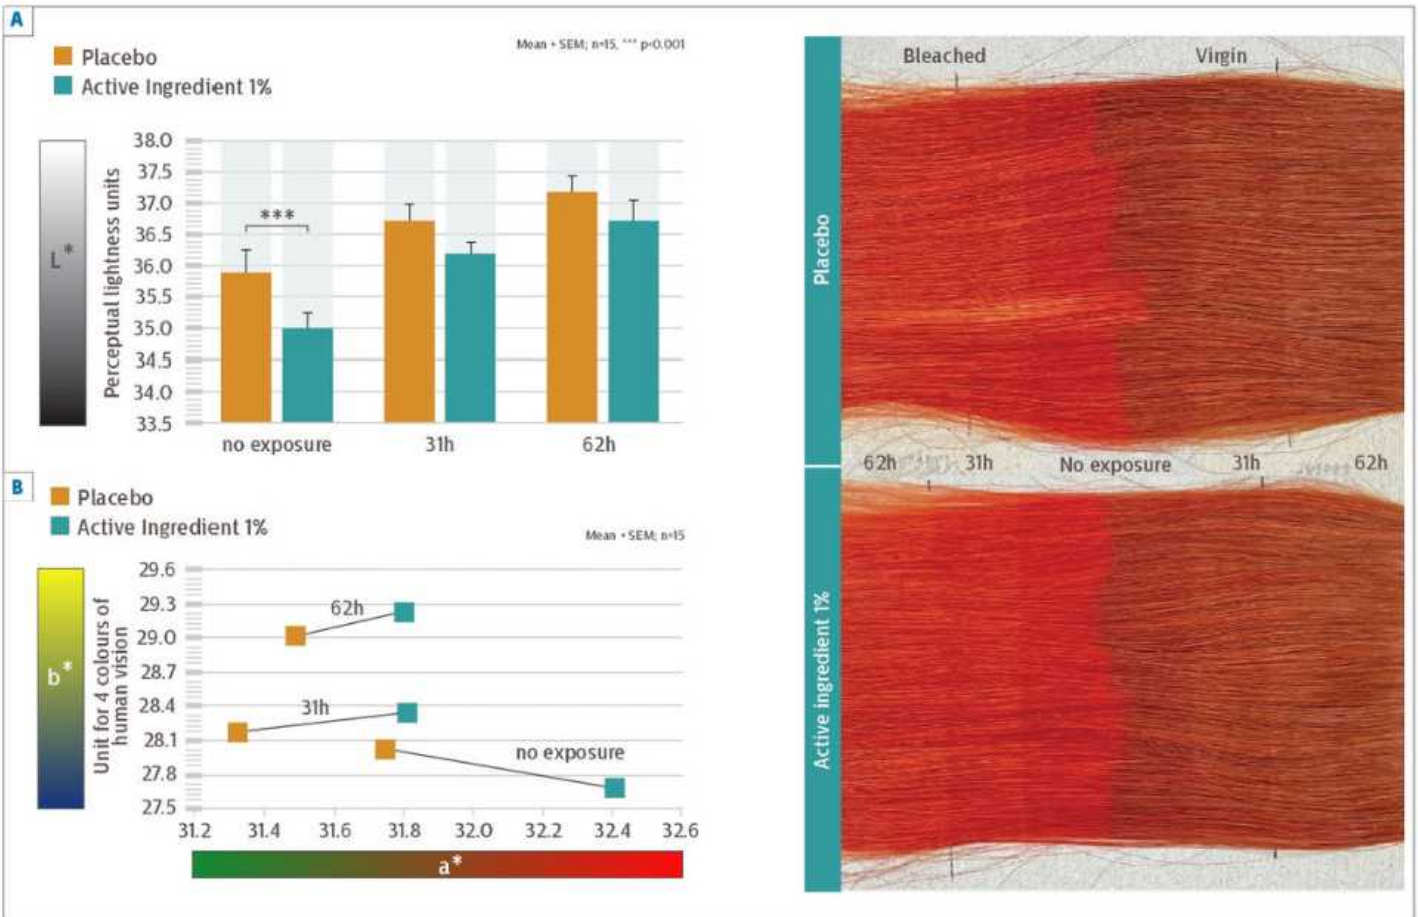 A
Placebo
Active Ingredient 1%
Mean + SEM; n=15, *** p<0.001
L*
Perceptual lightness units
38.0
37.5
37.0
36.5
36.0
35.5
35.0
34.5
34.0
33.5
***
no exposure
31h
62h
B
Placebo
Active Ingredient 1%
Mean + SEM; n=15
b*
Unit for 4 colours of
human vision
29.6
29.3
29.0
28.7
28.4
28.1
27.8
27.5
62h
31h
no exposure
31.2 31.4 31.6 31.8 32.0 32.2 32.4 32.6
a*
Bleached Virgin
Placebo
62h 31h No exposure 31h 62h
Active ingredient 1%